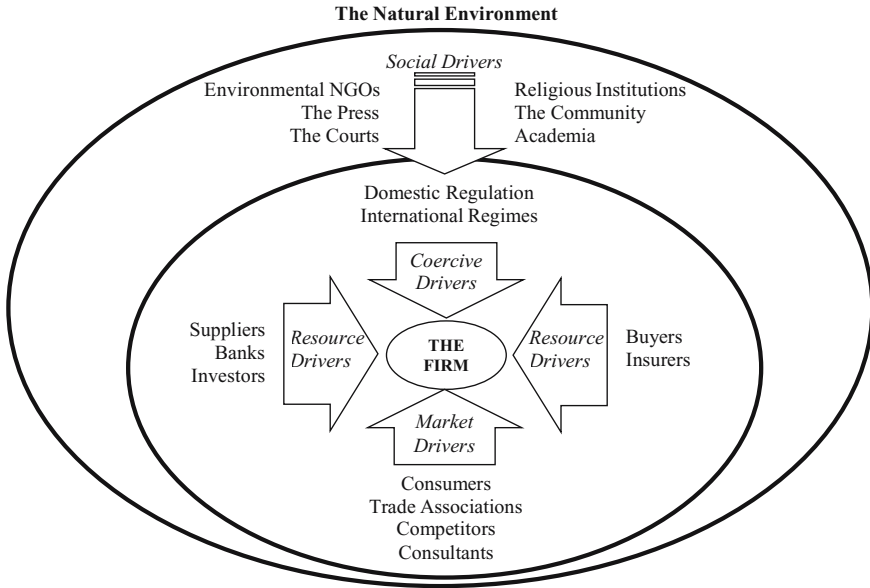 The Natural Environment
Social Drivers
Environmental NGOs
The Press
The Courts
Religious Institutions
The Community
Academia
Domestic Regulation
International Regimes
Coercive
Drivers
Suppliers
Banks
Investors
Resource
Drivers
THE
FIRM
Resource
Drivers
Buyers
Insurers
Market
Drivers
Consumers
Trade Associations
Competitors
Consultants